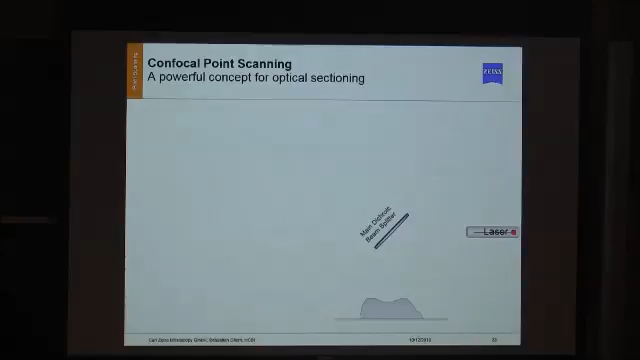 Confocal Point Scanning
A powerful concept for optical sectioning
ZEISS
Main Dichroic
Beam Splitter
Laser